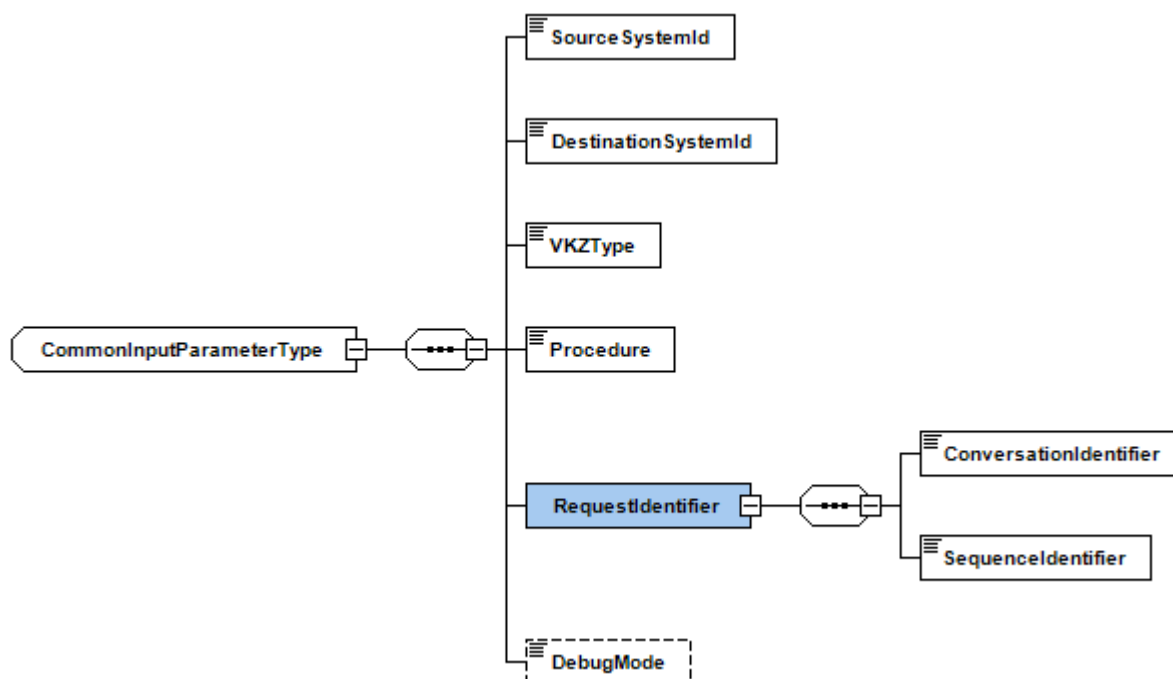 SourceSystemId
DestinationSystemId
VKZType
CommonInputParameterType
Procedure
ConversationIdentifier
RequestIdentifier
SequenceIdentifier
DebugMode